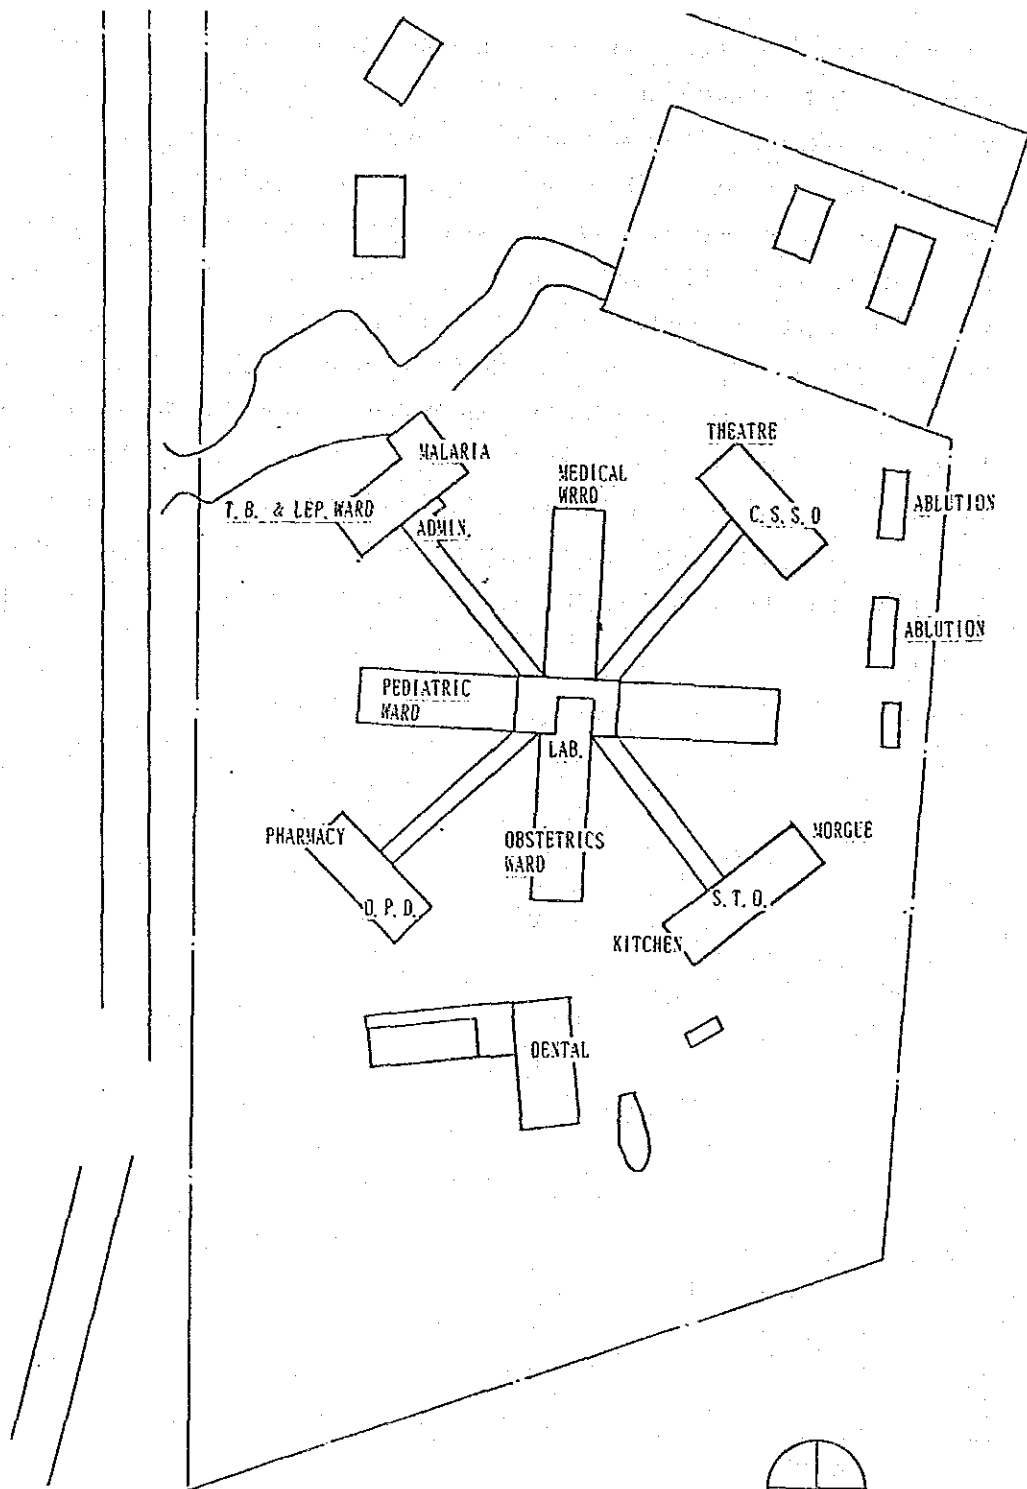 THEATRE
MALARIA
MEDICAL
WRRD
T. B. & LEP. WARD
C. S. S. O
ABLUTION
ADMIN.
ABLUTION
PEDIATRIC
WARD
LAB.
PHARMACY
OBSTETRICS
WARD
MORGUE
O. P. D.
S. T. O.
KITCHEN
DENTAL